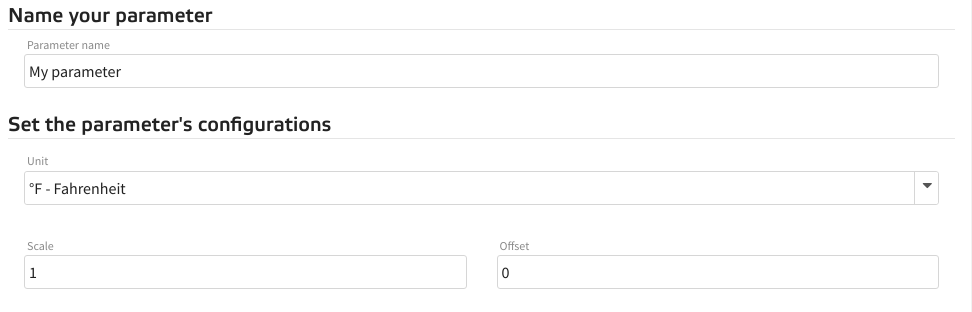 Name your parameter
Parameter name
My parameter
Set the parameter's configurations
Unit
°F - Fahrenheit
Scale
Offset
1
0